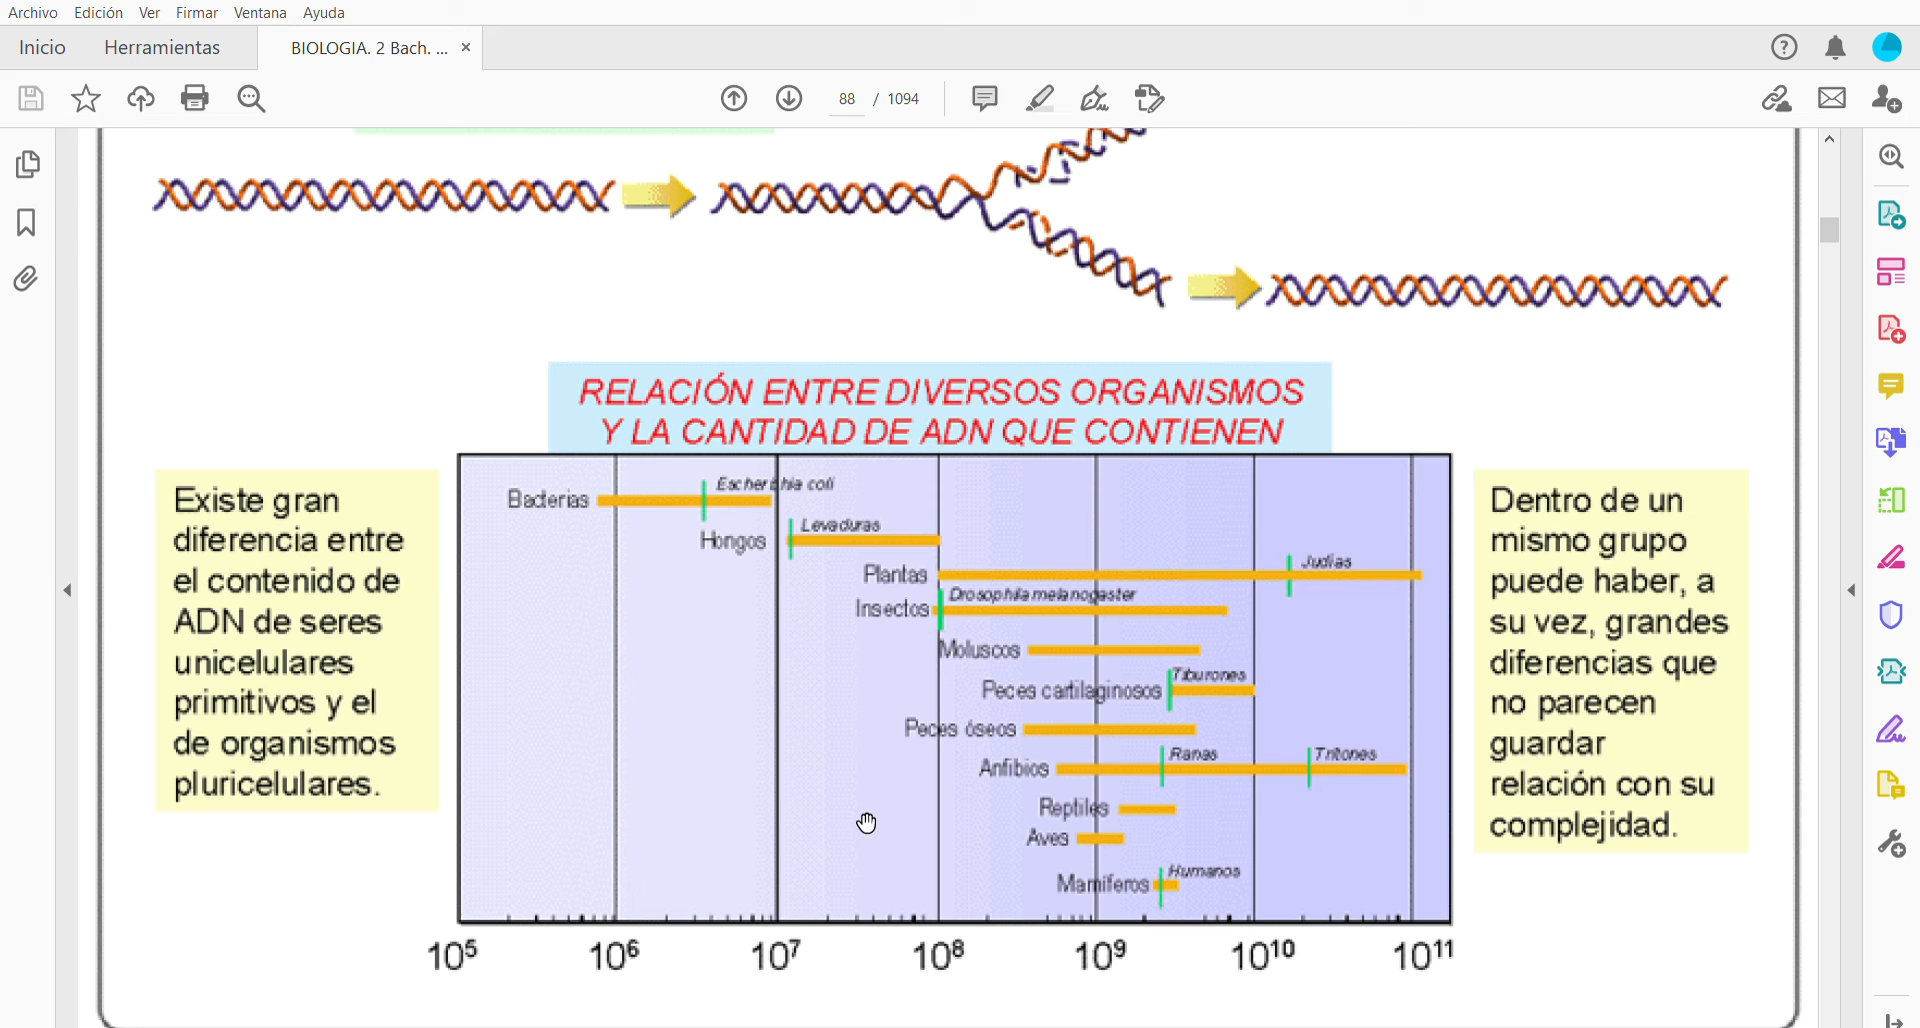 Archivo Edición Ver Firmar Ventana Ayuda
Inicio Herramientas BIOLOGIA. 2 Bach. ... ×
88 / 1094
RELACIÓN ENTRE DIVERSOS ORGANISMOS
Y LA CANTIDAD DE ADN QUE CONTIENEN
Existe gran
diferencia entre
el contenido de
ADN de seres
unicelulares
primitivos y el
de organismos
pluricelulares.
Escherichia coli
Bacterias
Levaduras
Hongos
Judías
Plantas
Drosophila melanogaster
Insectos
Moluscos
Tiburones
Peces cartilaginosos
Peces óseos
Ranas Tritones
Anfibios
Reptiles
Aves
Humanos
Mamíferos
10⁵ 10⁶ 10⁷ 10⁸ 10⁹ 10¹⁰ 10¹¹
Dentro de un
mismo grupo
puede haber, a
su vez, grandes
diferencias que
no parecen
guardar
relación con su
complejidad.